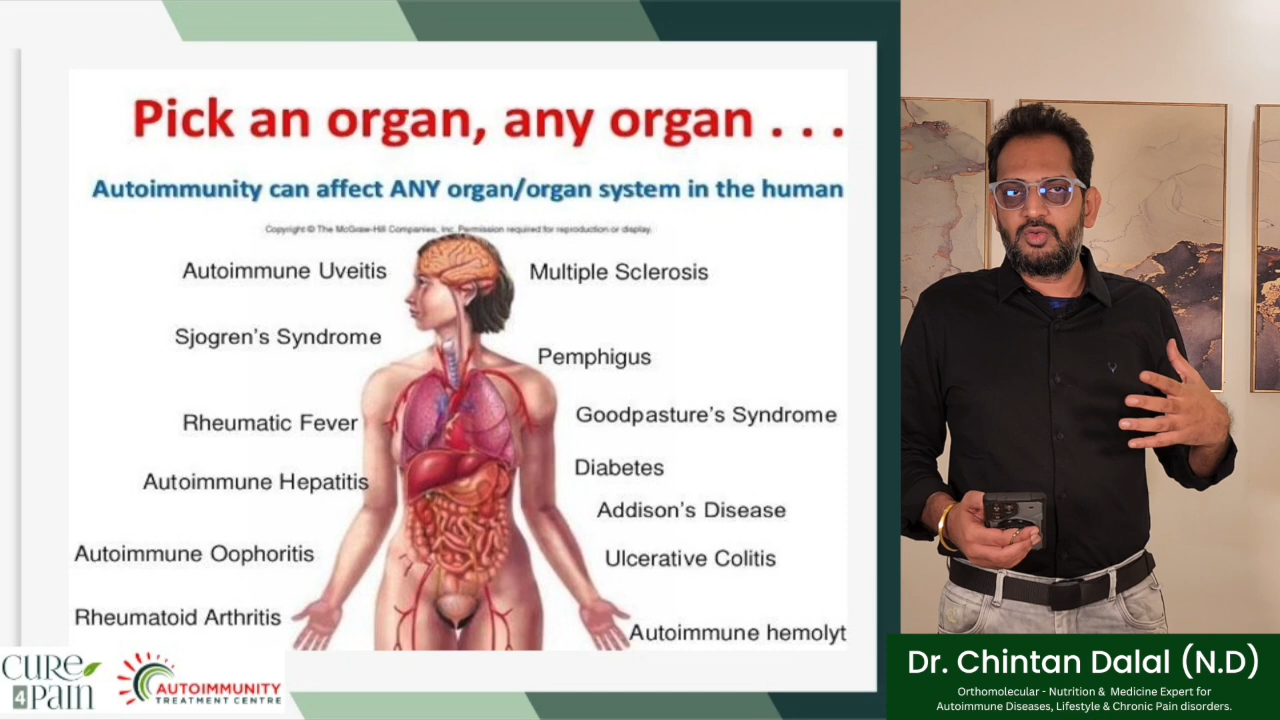 Pick an organ, any organ . . .
Autoimmunity can affect ANY organ/organ system in the human
Copyright © The McGraw-Hill Companies, Inc. Permission required for reproduction or display.
Autoimmune Uveitis
Multiple Sclerosis
Sjogren's Syndrome
Pemphigus
Rheumatic Fever
Goodpasture's Syndrome
Autoimmune Hepatitis
Diabetes
Addison's Disease
Autoimmune Oophoritis
Ulcerative Colitis
Rheumatoid Arthritis
Autoimmune hemolyt
CURE
4 PAIN
AUTOIMMUNITY
TREATMENT CENTRE
Dr. Chintan Dalal (N.D)
Orthomolecular - Nutrition & Medicine Expert for
Autoimmune Diseases, Lifestyle & Chronic Pain disorders.